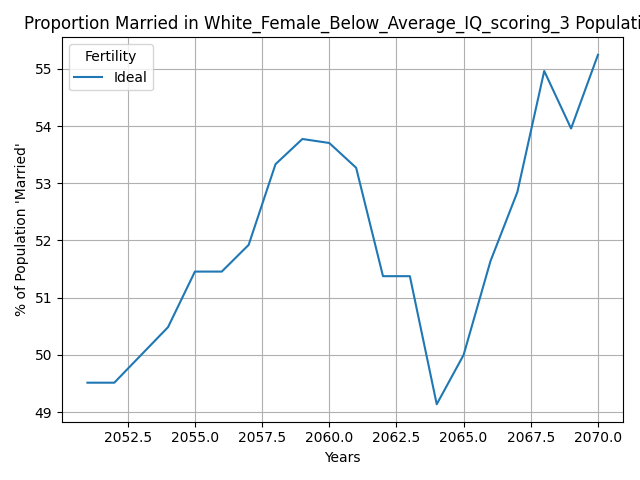 Proportion Married in White_Female_Below_Average_IQ_scoring_3 Populati
Fertility
Ideal
55
54
53
52
51
50
49
% of Population 'Married'
2052.5 2055.0 2057.5 2060.0 2062.5 2065.0 2067.5 2070.0
Years